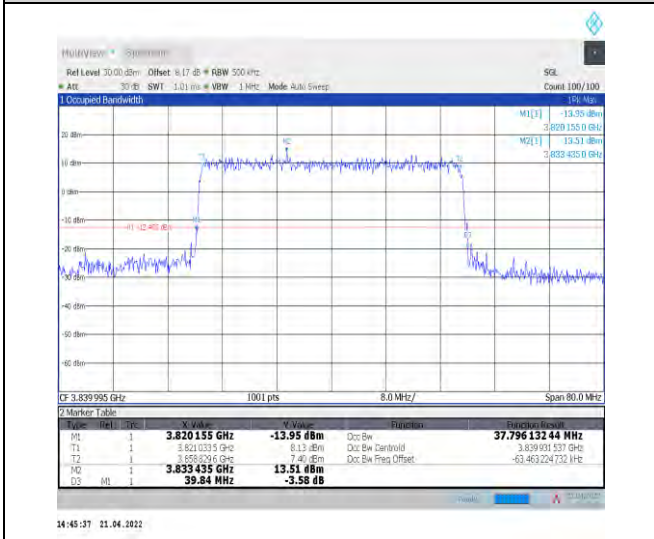 MultiView Spectrum
Ref Level 30.00 dBm Offset 8.17 dB RBW 500 kHz SGL
Att 30 dB SWT 1.01 ms VBW 1 MHz Mode Auto Sweep Count 100/100
1 Occupied Bandwidth 1Pk Max
M1[1] -13.95 dBm
3.820 155 0 GHz
M2[1] 13.51 dBm
3.833 435 0 GHz
20 dBm
M2
10 dBm
0 dBm
-10 dBm
-20 dBm
-30 dBm
-40 dBm
-50 dBm
-60 dBm
CF 3.839 995 GHz 1001 pts 8.0 MHz/ Span 80.0 MHz
2 Marker Table
Type Ref Trc X Value Y Value Function Function Result
M1 1 3.820 155 GHz -13.95 dBm Occ Bw 37.796 132 44 MHz
T1 1 3.821 033 5 GHz 8.13 dBm Occ Bw Centroid 3.839 931 537 GHz
T2 1 3.858 829 6 GHz 7.40 dBm Occ Bw Freq Offset -63.463 224 732 kHz
M2 1 3.833 435 GHz 13.51 dBm
D3 M1 1 39.84 MHz -3.58 dB
14:45:37 21.04.2022